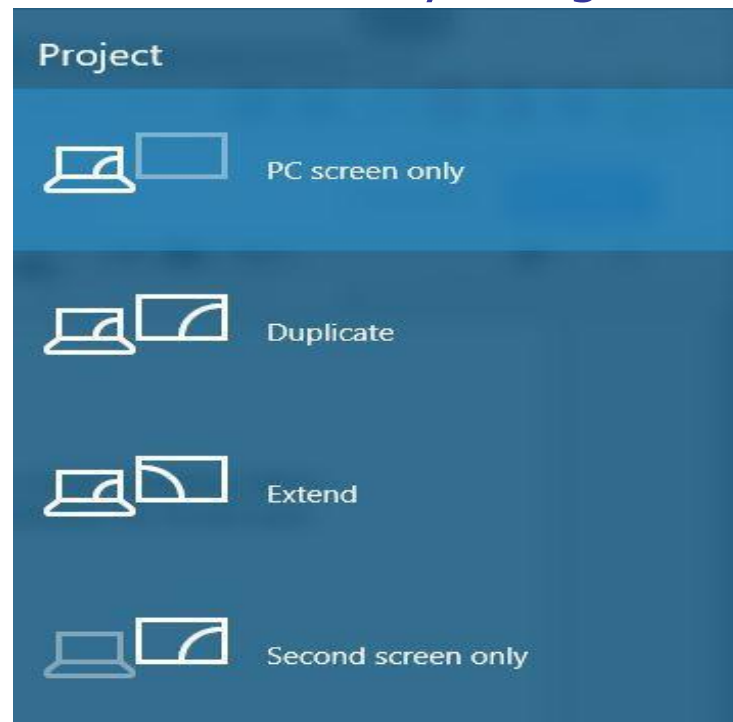 Project
PC screen only
Duplicate
Extend
Second screen only